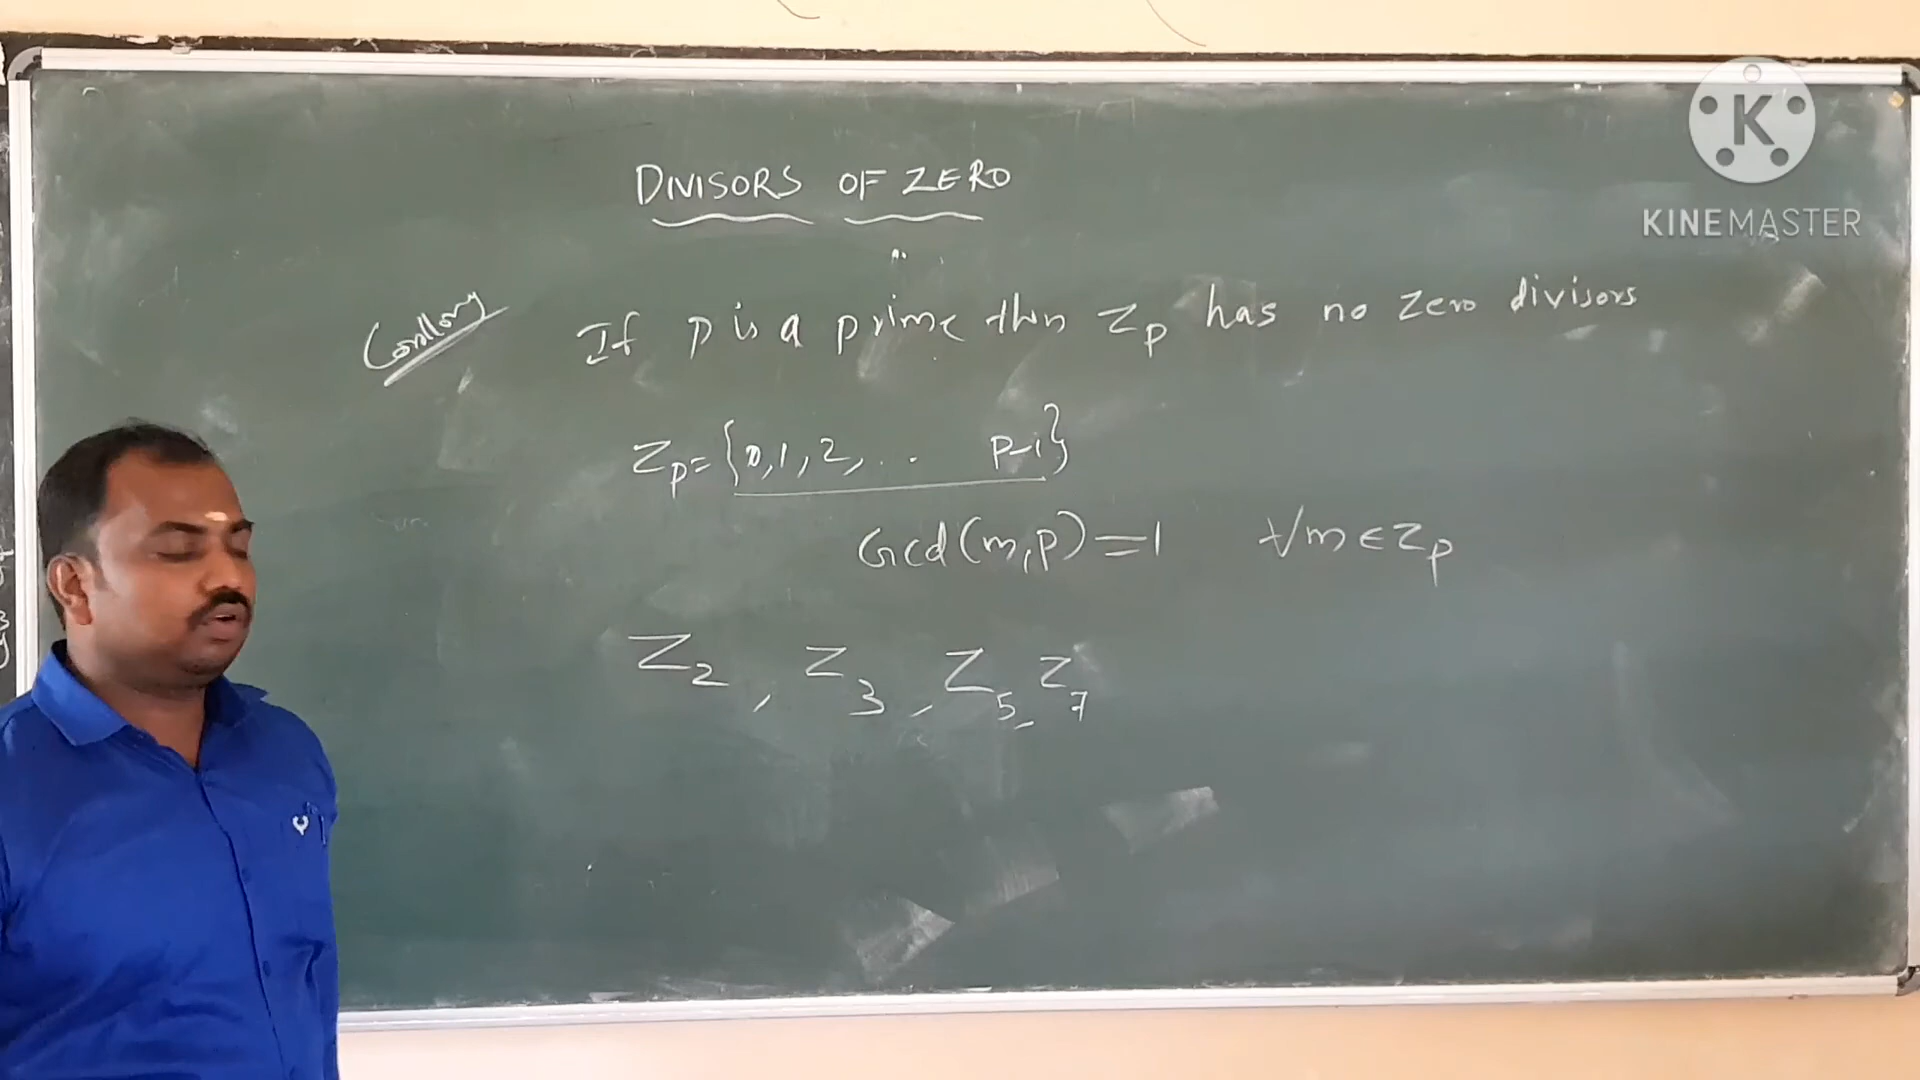 K
KINEMASTER
DIVISORS OF ZERO
Corollary If p is a prime then Zp has no zero divisors
Zp = {0, 1, 2, . . p-1}
Gcd(m, p) = 1 ∀ m ∈ Zp
Z2 , Z3 , Z5, Z7